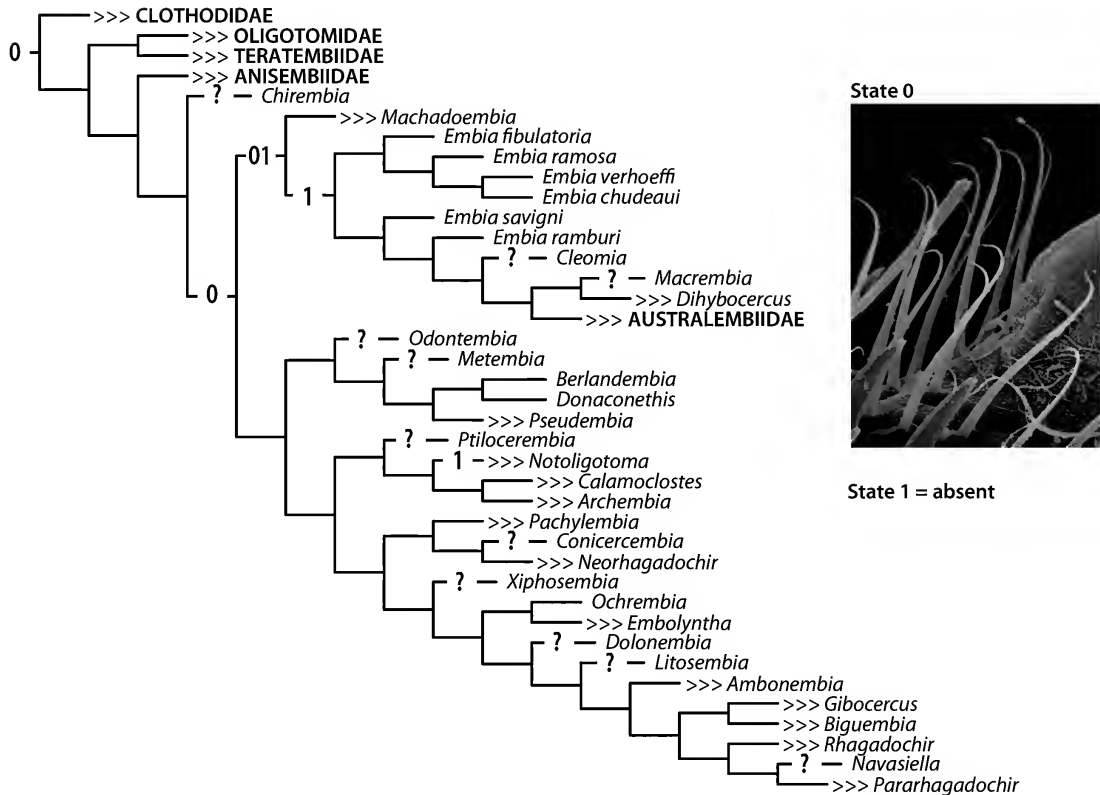 >>> CLOTHODIDAE
0
>>> OLIGOTOMIDAE
>>> TERATEMBIIDAE
>>> ANISEMBIIDAE
? Chirembia
>>> Machadoembia
Embia fibulatoria
01
Embia ramosa
Embia verhoeffi
1
Embia chudeaui
Embia savigni
Embia ramburi
? Cleomia
? Macrembia
0
>>> Dihybocercus
>>> AUSTRALEMBIIDAE
? Odontembia
? Metembia
Berlandembia
Donaconethis
>>> Pseudembia
? Ptilocerembia
1 >>> Notoligotoma
>>> Calamoclostes
>>> Archembia
>>> Pachylembia
? Conicercembia
>>> Neorhagadochir
? Xiphosembia
Ochrembia
>>> Embolyntha
? Dolonembia
? Litosembia
>>> Ambonembia
>>> Gibocercus
>>> Biguembia
>>> Rhagadochir
? Navasiella
>>> Pararhagadochir
State 0
State 1 = absent